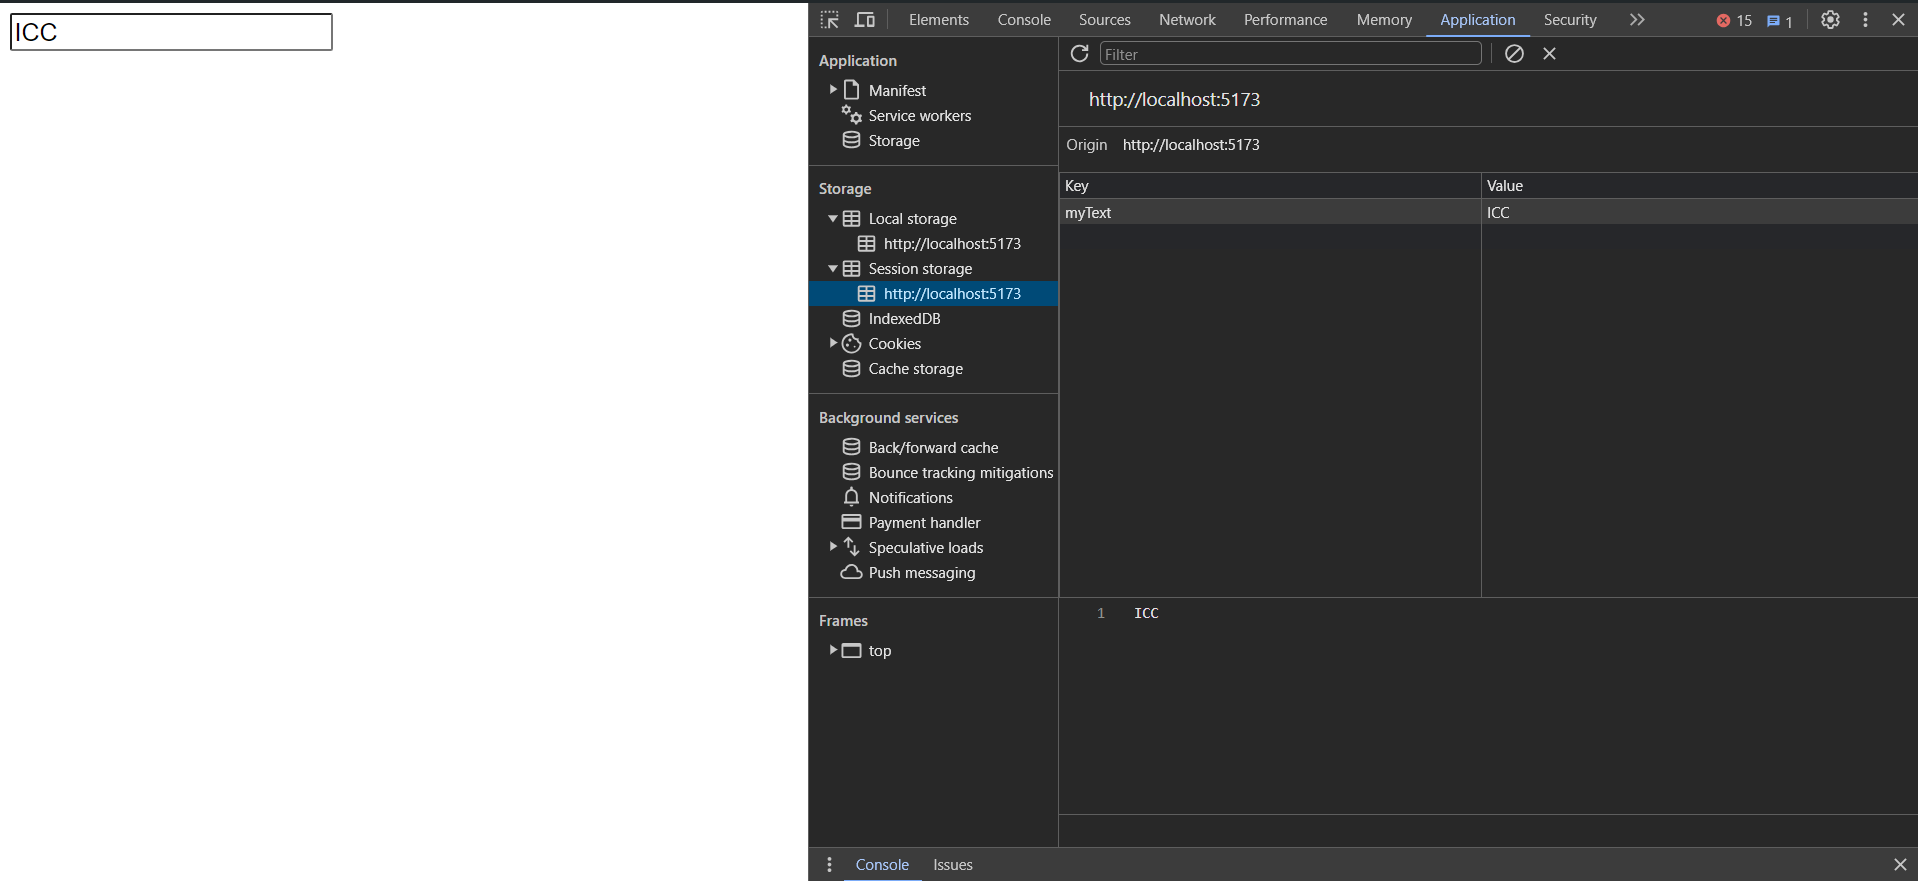 ICC
Elements Console Sources Network Performance Memory Application Security 15 1
Application
Manifest
Service workers
Storage
Storage
Local storage
http://localhost:5173
Session storage
http://localhost:5173
IndexedDB
Cookies
Cache storage
Background services
Back/forward cache
Bounce tracking mitigations
Notifications
Payment handler
Speculative loads
Push messaging
Frames
top
Filter
http://localhost:5173
Origin http://localhost:5173
Key Value
myText ICC
1 ICC
Console Issues